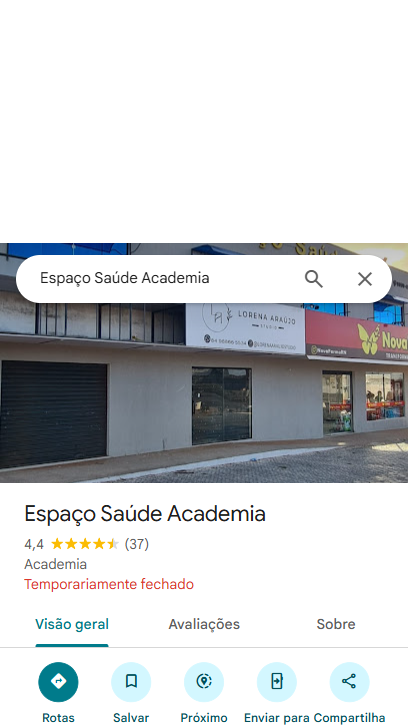 Espaço Saúde Academia
LORENA ARAÚJO
STUDIO
Nova
Espaço Saúde Academia
4,4 (37)
Academia
Temporariamente fechado
Visão geral Avaliações Sobre
Rotas Salvar Próximo Enviar para Compartilha